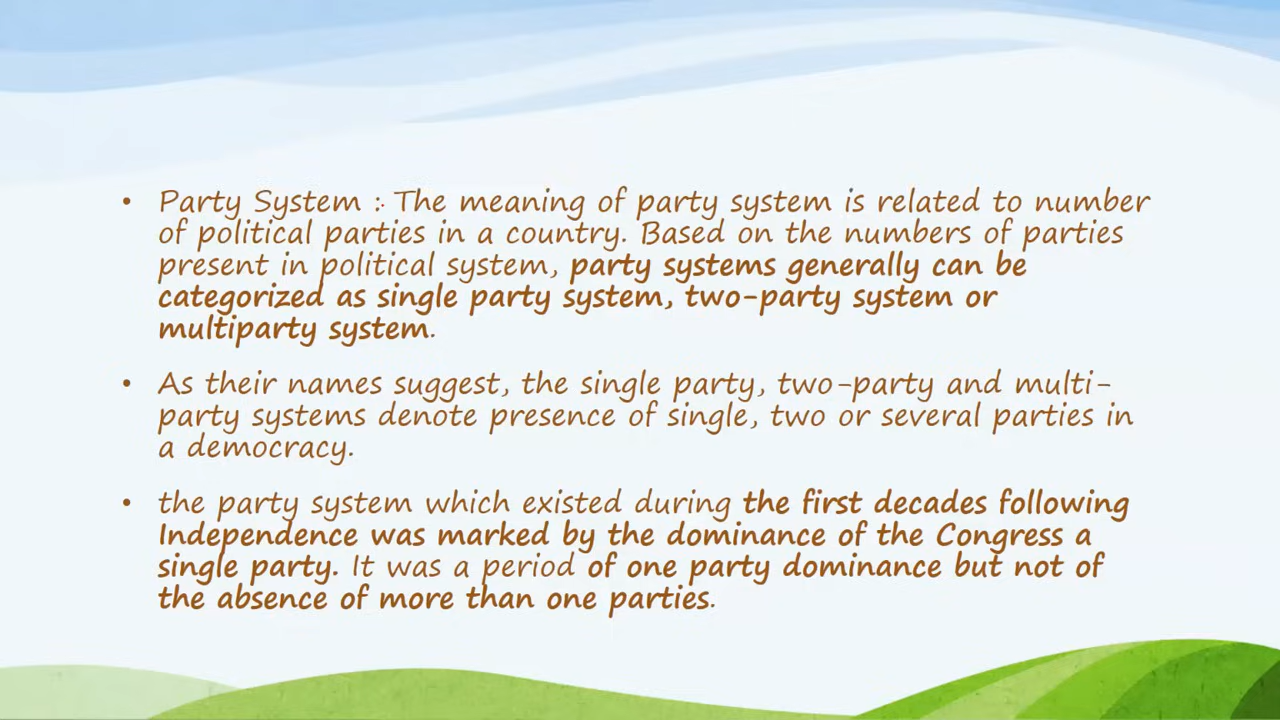 • Party System :- The meaning of party system is related to number
of political parties in a country. Based on the numbers of parties
present in political system, party systems generally can be
categorized as single party system, two-party system or
multiparty system.
• As their names suggest, the single party, two-party and multi-
party systems denote presence of single, two or several parties in
a democracy.
• the party system which existed during the first decades following
Independence was marked by the dominance of the Congress a
single party. It was a period of one party dominance but not of
the absence of more than one parties.